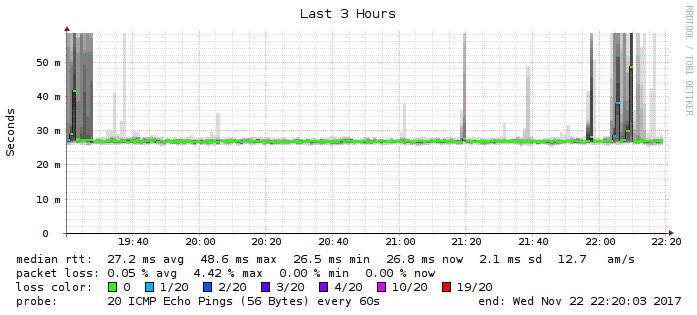 Last 3 Hours
RRDTOOL / TOBI OETIKER
Seconds
50 m
40 m
30 m
20 m
10 m
0
19:40 20:00 20:20 20:40 21:00 21:20 21:40 22:00 22:20
median rtt: 27.2 ms avg 48.6 ms max 26.5 ms min 26.8 ms now 2.1 ms sd 12.7 am/s
packet loss: 0.05 % avg 4.42 % max 0.00 % min 0.00 % now
loss color: 0 1/20 2/20 3/20 4/20 10/20 19/20
probe: 20 ICMP Echo Pings (56 Bytes) every 60s end: Wed Nov 22 22:20:03 2017